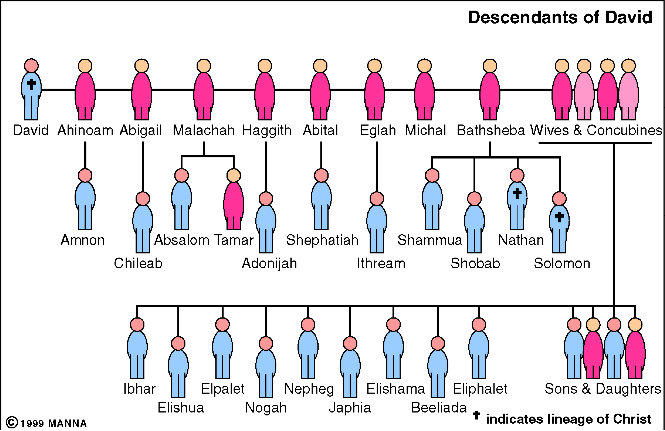 Descendants of David
David Ahinoam Abigail Malachah Haggith Abital Eglah Michal Bathsheba Wives & Concubines
Amnon Absalom Tamar Shephatiah Shammua Nathan
Chileab Adonijah Ithream Shobab Solomon
Ibhar Elpalet Nepheg Elishama Eliphalet Sons & Daughters
Elishua Nogah Japhia Beeliada
✝ indicates lineage of Christ
© 1999 MANNA